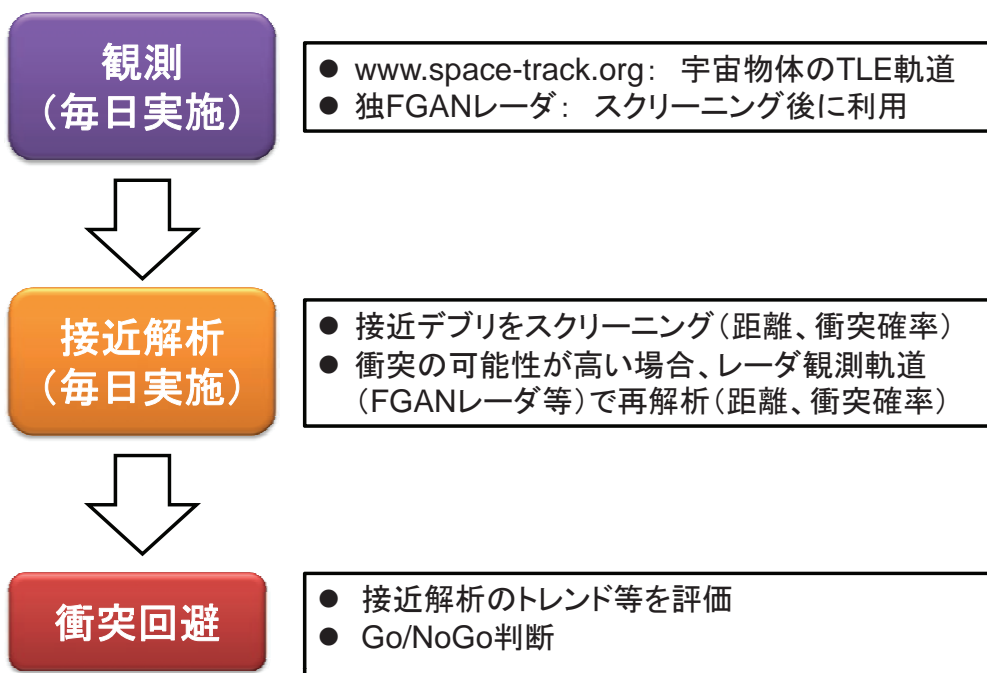 観測
（毎日実施）
● www.space-track.org： 宇宙物体のTLE軌道
● 独FGANレーダ： スクリーニング後に利用
接近解析
（毎日実施）
● 接近デブリをスクリーニング（距離、衝突確率）
● 衝突の可能性が高い場合、レーダ観測軌道
（FGANレーダ等）で再解析（距離、衝突確率）
衝突回避
● 接近解析のトレンド等を評価
● Go/NoGo判断